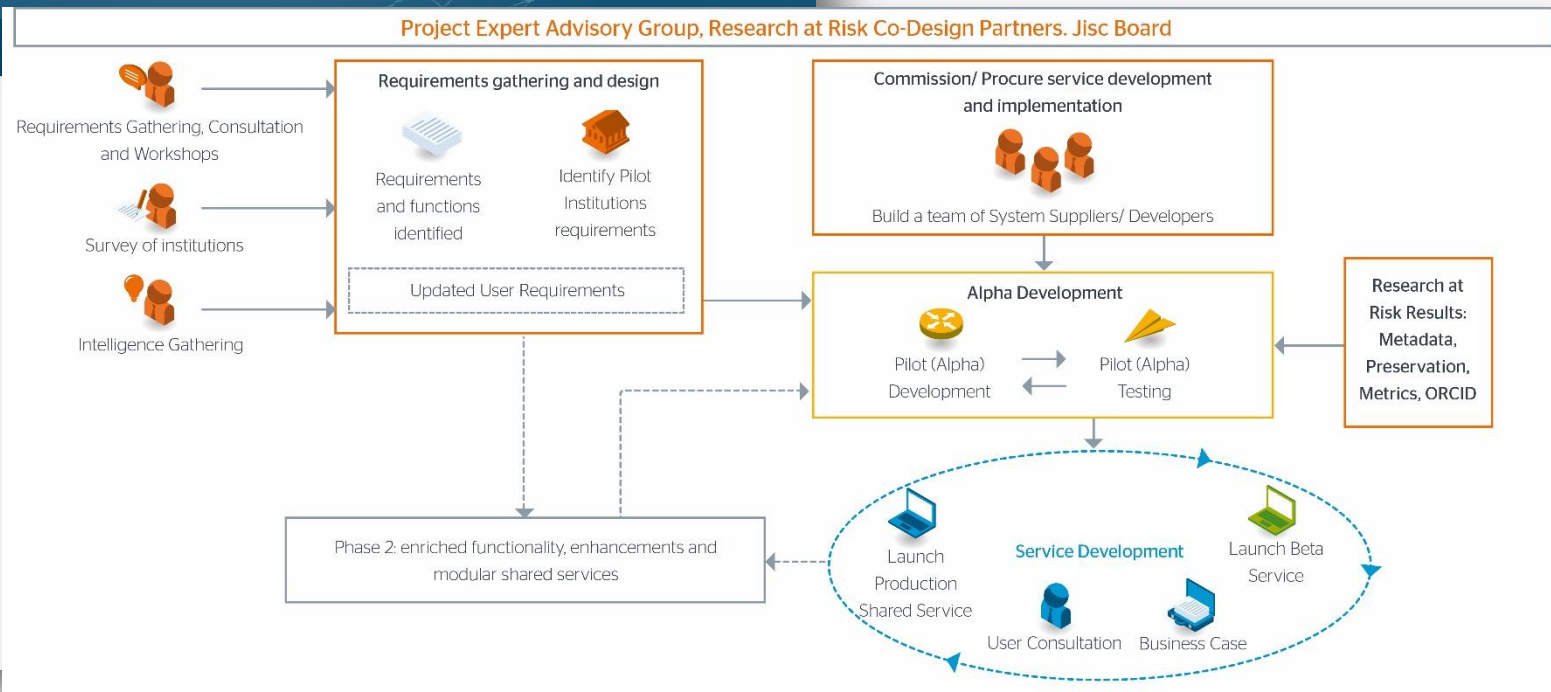 Project Expert Advisory Group, Research at Risk Co-Design Partners. Jisc Board
Requirements Gathering, Consultation
and Workshops
Survey of institutions
Intelligence Gathering
Requirements gathering and design
Requirements
and functions
identified
Identify Pilot
Institutions
requirements
Updated User Requirements
Commission/ Procure service development
and implementation
Build a team of System Suppliers/ Developers
Alpha Development
Pilot (Alpha)
Development
Pilot (Alpha)
Testing
Research at
Risk Results:
Metadata,
Preservation,
Metrics, ORCID
Phase 2: enriched functionality, enhancements and
modular shared services
Launch
Production
Shared Service
Service Development
Launch Beta
Service
User Consultation
Business Case